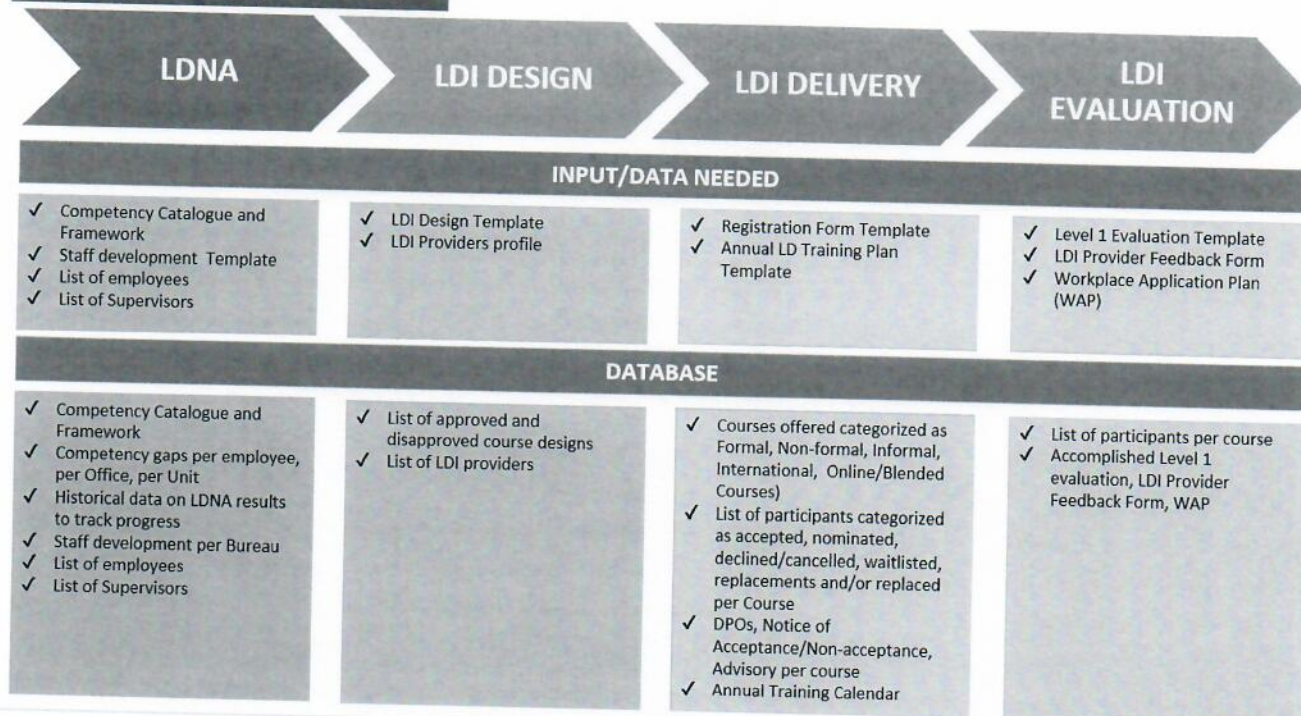 LDNA
LDI DESIGN
LDI DELIVERY
LDI
EVALUATION
INPUT/DATA NEEDED
✓ Competency Catalogue and
Framework
✓ Staff development Template
✓ List of employees
✓ List of Supervisors
✓ LDI Design Template
✓ LDI Providers profile
✓ Registration Form Template
✓ Annual LD Training Plan
Template
✓ Level 1 Evaluation Template
✓ LDI Provider Feedback Form
✓ Workplace Application Plan
(WAP)
DATABASE
✓ Competency Catalogue and
Framework
✓ Competency gaps per employee,
per Office, per Unit
✓ Historical data on LDNA results
to track progress
✓ Staff development per Bureau
✓ List of employees
✓ List of Supervisors
✓ List of approved and
disapproved course designs
✓ List of LDI providers
✓ Courses offered categorized as
Formal, Non-formal, Informal,
International, Online/Blended
Courses)
✓ List of participants categorized
as accepted, nominated,
declined/cancelled, waitlisted,
replacements and/or replaced
per Course
✓ DPOs, Notice of
Acceptance/Non-acceptance,
Advisory per course
✓ Annual Training Calendar
✓ List of participants per course
✓ Accomplished Level 1
evaluation, LDI Provider
Feedback Form, WAP